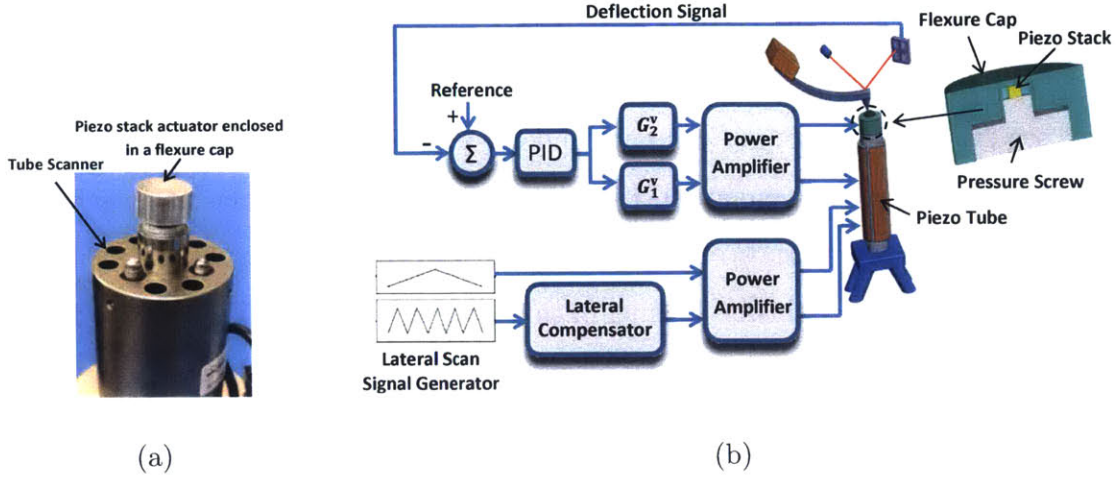 Piezo stack actuator enclosed
in a flexure cap
Tube Scanner
(a)
Deflection Signal
Flexure Cap
Piezo Stack
Reference
+
-
Σ
PID
G₂ᵛ
G₁ᵛ
Power
Amplifier
Pressure Screw
Piezo Tube
Lateral
Compensator
Power
Amplifier
Lateral Scan
Signal Generator
(b)